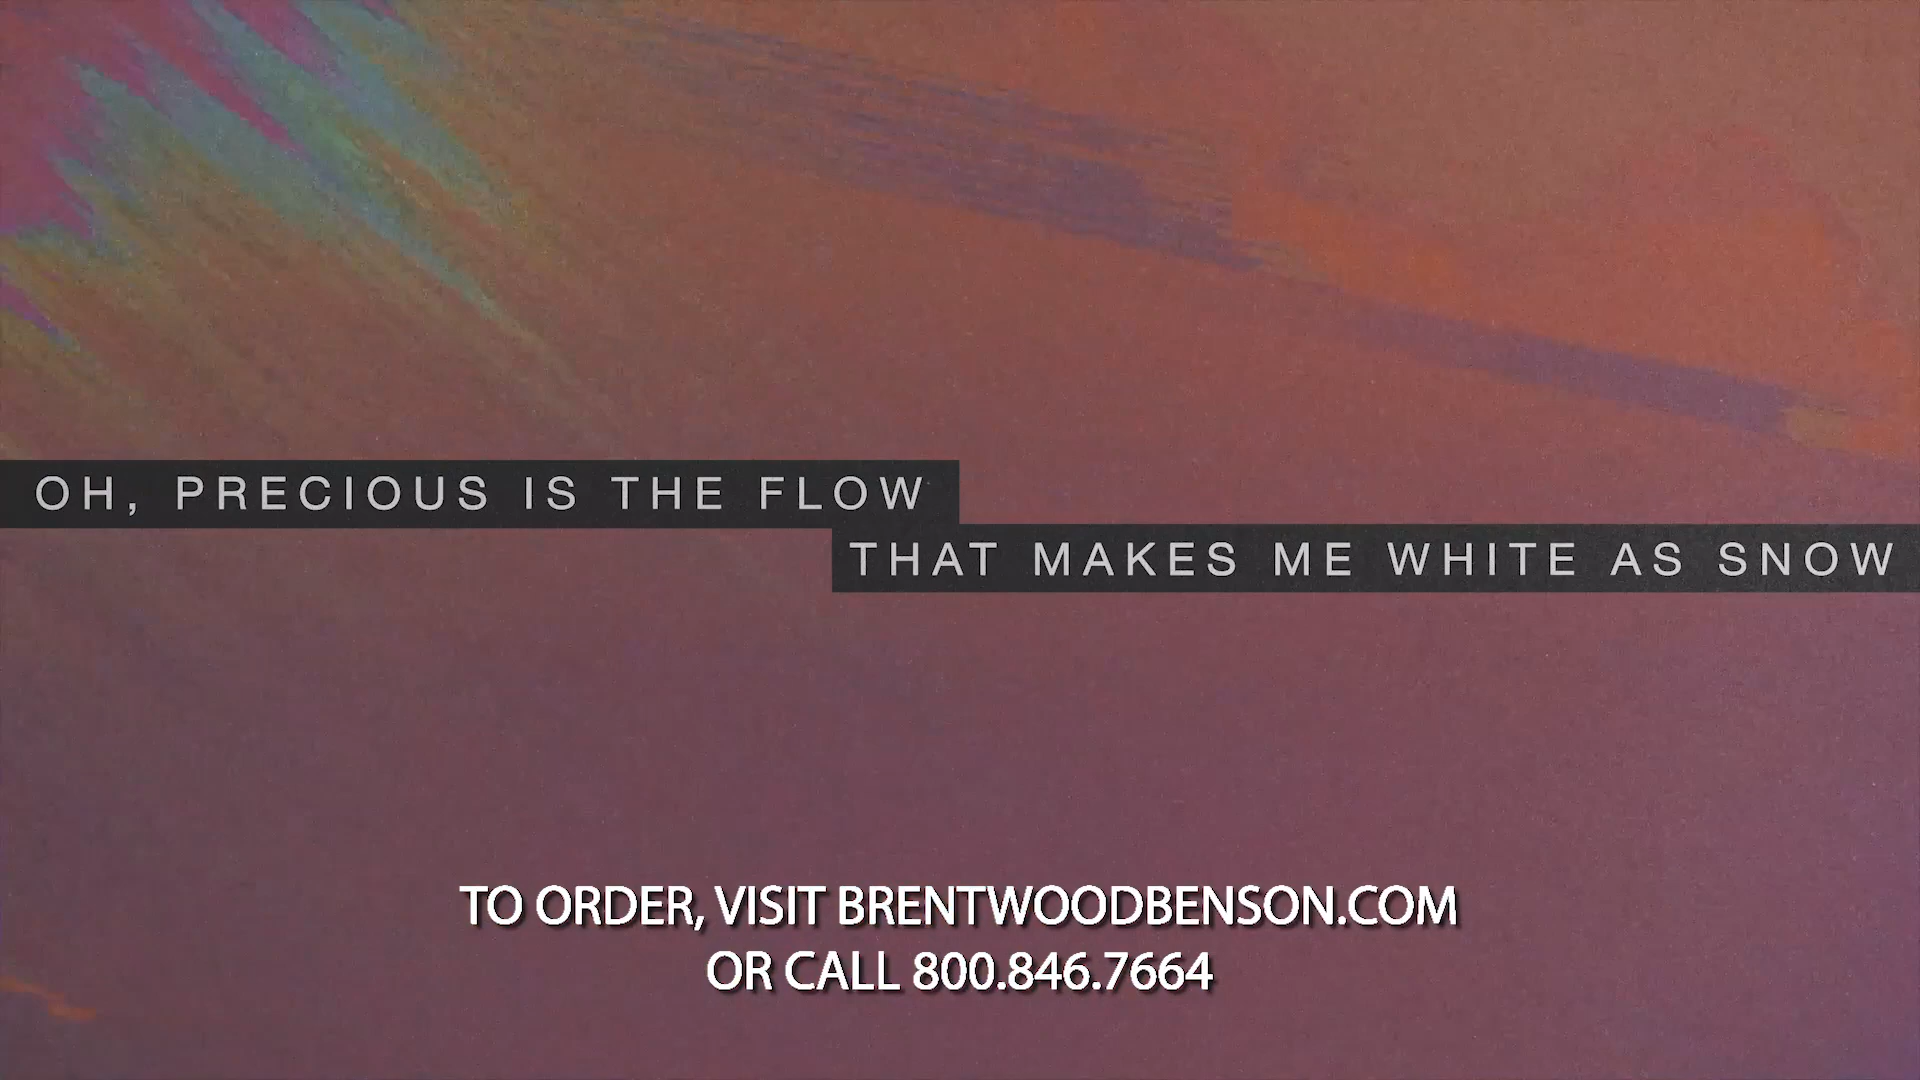 OH, PRECIOUS IS THE FLOW
THAT MAKES ME WHITE AS SNOW
TO ORDER, VISIT BRENTWOODBENSON.COM
OR CALL 800.846.7664